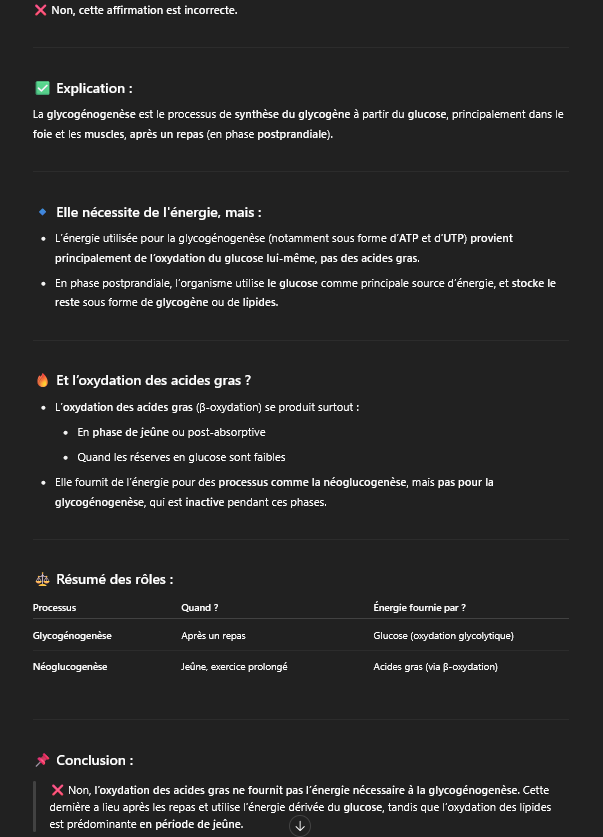 ❌ Non, cette affirmation est incorrecte.
✅ Explication :
La glycogénogenèse est le processus de synthèse du glycogène à partir du glucose, principalement dans le
foie et les muscles, après un repas (en phase postprandiale).
🔹 Elle nécessite de l'énergie, mais :
• L'énergie utilisée pour la glycogénogenèse (notamment sous forme d'ATP et d'UTP) provient
principalement de l'oxydation du glucose lui-même, pas des acides gras.
• En phase postprandiale, l'organisme utilise le glucose comme principale source d'énergie, et stocke le
reste sous forme de glycogène ou de lipides.
🔥 Et l'oxydation des acides gras ?
• L'oxydation des acides gras (β-oxydation) se produit surtout :
• En phase de jeûne ou post-absorptive
• Quand les réserves en glucose sont faibles
• Elle fournit de l'énergie pour des processus comme la néoglucogenèse, mais pas pour la
glycogénogenèse, qui est inactive pendant ces phases.
⚖️ Résumé des rôles :
Processus Quand ? Énergie fournie par ?
Glycogénogenèse Après un repas Glucose (oxydation glycolytique)
Néoglucogenèse Jeûne, exercice prolongé Acides gras (via β-oxydation)
📌 Conclusion :
❌ Non, l'oxydation des acides gras ne fournit pas l'énergie nécessaire à la glycogénogenèse. Cette
dernière a lieu après les repas et utilise l'énergie dérivée du glucose, tandis que l'oxydation des lipides
est prédominante en période de jeûne.